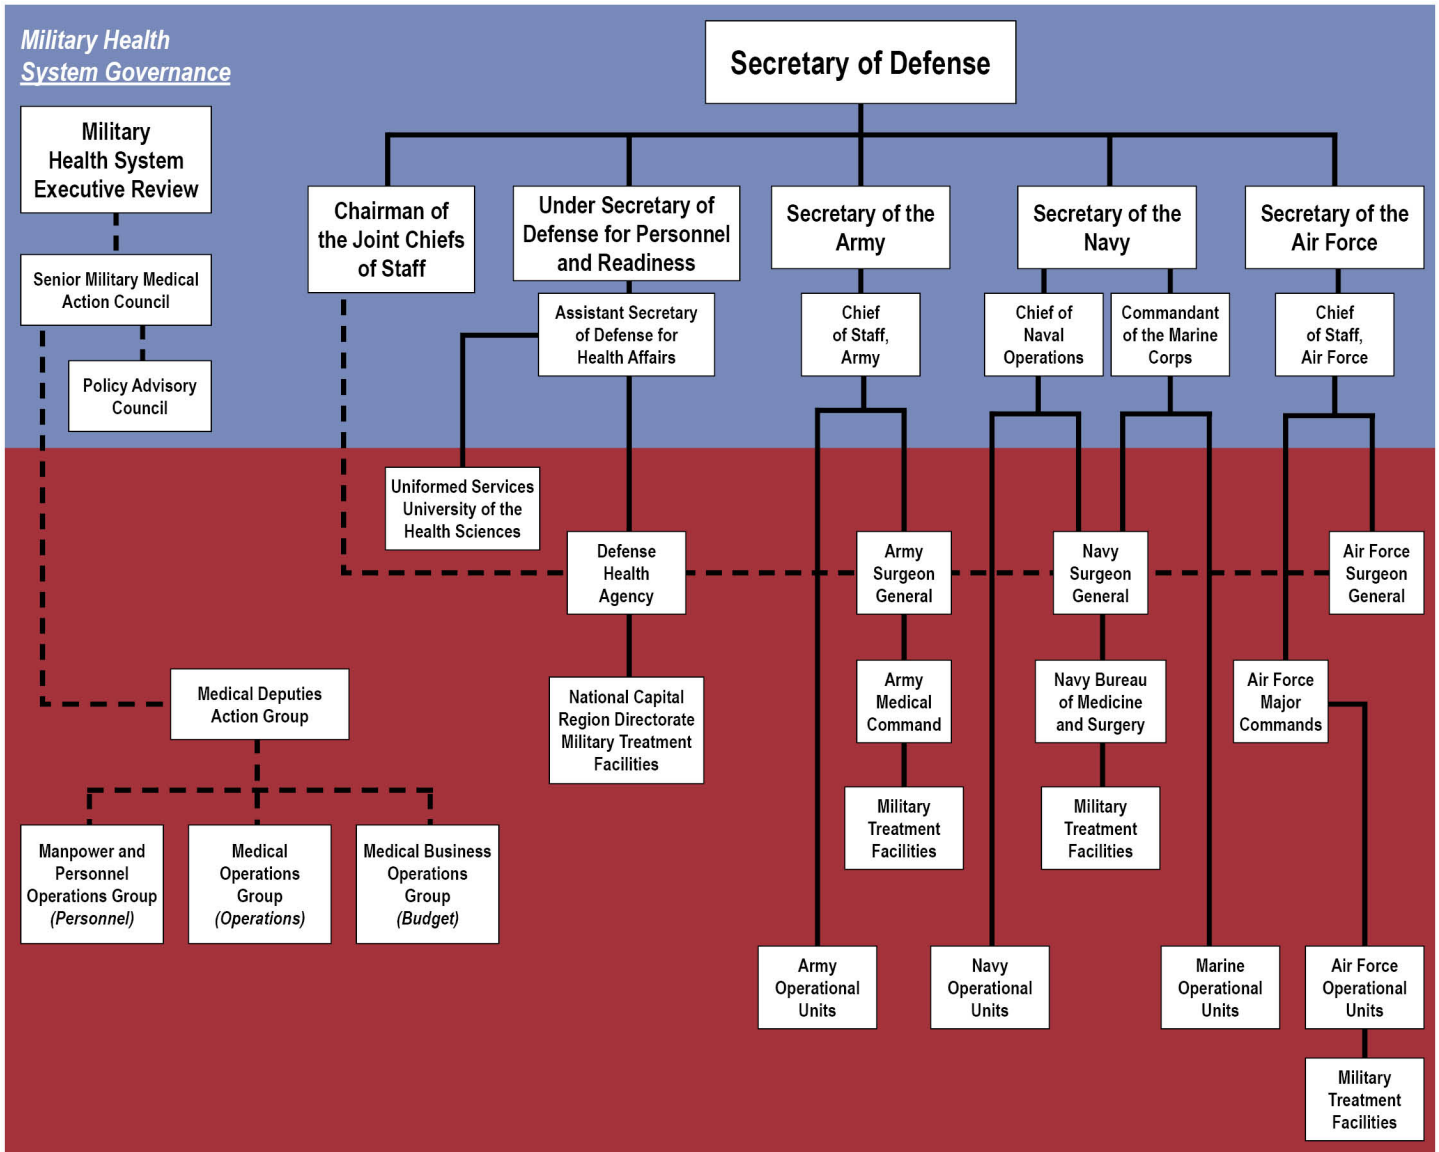 Military Health
System Governance
Military
Health System
Executive Review
Senior Military Medical
Action Council
Policy Advisory
Council
Secretary of Defense
Chairman of
the Joint Chiefs
of Staff
Under Secretary of
Defense for Personnel
and Readiness
Secretary of the
Army
Secretary of the
Navy
Secretary of the
Air Force
Assistant Secretary
of Defense for
Health Affairs
Chief
of Staff,
Army
Chief of
Naval
Operations
Commandant
of the Marine
Corps
Chief
of Staff,
Air Force
Uniformed Services
University of the
Health Sciences
Defense
Health
Agency
Army
Surgeon
General
Navy
Surgeon
General
Air Force
Surgeon
General
Medical Deputies
Action Group
National Capital
Region Directorate
Military Treatment
Facilities
Army
Medical
Command
Navy Bureau
of Medicine
and Surgery
Air Force
Major
Commands
Military
Treatment
Facilities
Military
Treatment
Facilities
Manpower and
Personnel
Operations Group
(Personnel)
Medical
Operations
Group
(Operations)
Medical Business
Operations
Group
(Budget)
Army
Operational
Units
Navy
Operational
Units
Marine
Operational
Units
Air Force
Operational
Units
Military
Treatment
Facilities